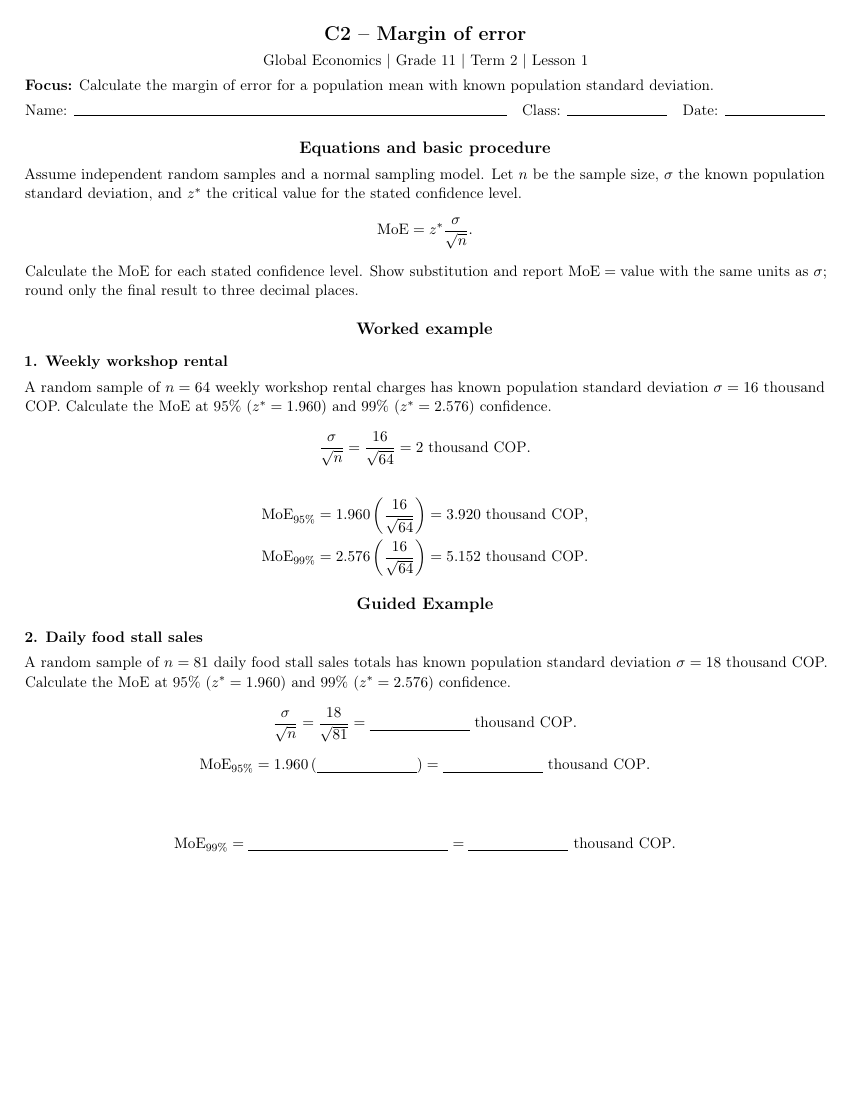 C2 – Margin of error
Global Economics | Grade 11 | Term 2 | Lesson 1
Focus: Calculate the margin of error for a population mean with known population standard deviation.
Name: ____ Class: ____ Date: ____
Equations and basic procedure
Assume independent random samples and a normal sampling model. Let n be the sample size, σ the known population
standard deviation, and z* the critical value for the stated confidence level.
MoE = z* σ/√n.
Calculate the MoE for each stated confidence level. Show substitution and report MoE = value with the same units as σ;
round only the final result to three decimal places.
Worked example
1. Weekly workshop rental
A random sample of n = 64 weekly workshop rental charges has known population standard deviation σ = 16 thousand
COP. Calculate the MoE at 95% (z* = 1.960) and 99% (z* = 2.576) confidence.
σ/√n = 16/√64 = 2 thousand COP.
MoE95% = 1.960 (16/√64) = 3.920 thousand COP,
MoE99% = 2.576 (16/√64) = 5.152 thousand COP.
Guided Example
2. Daily food stall sales
A random sample of n = 81 daily food stall sales totals has known population standard deviation σ = 18 thousand COP.
Calculate the MoE at 95% (z* = 1.960) and 99% (z* = 2.576) confidence.
σ/√n = 18/√81 = ____ thousand COP.
MoE95% = 1.960 (____) = ____ thousand COP.
MoE99% = ____ = ____ thousand COP.